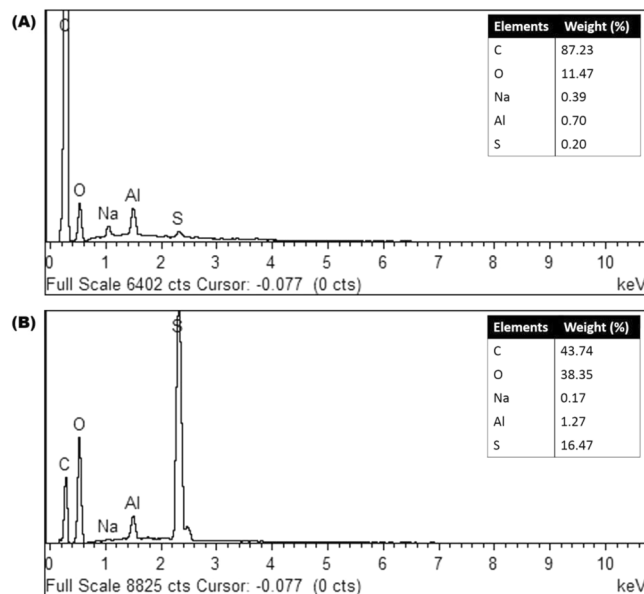 (A)
Elements Weight (%)
C 87.23
O 11.47
Na 0.39
Al 0.70
S 0.20
C
O
Na
Al
S
0 1 2 3 4 5 6 7 8 9 10
Full Scale 6402 cts Cursor: -0.077 (0 cts) keV
(B)
Elements Weight (%)
C 43.74
O 38.35
Na 0.17
Al 1.27
S 16.47
S
O
C
Na
Al
0 1 2 3 4 5 6 7 8 9 10
Full Scale 8825 cts Cursor: -0.077 (0 cts) keV